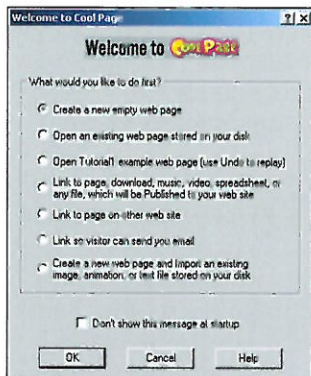 Welcome to Cool Page
Welcome to Cool Page
What would you like to do first?
Create a new empty web page
Open an existing web page stored on your disk
Open Tutorial1 example web page (use Undo to replay)
Link to page, download, music, video, spreadsheet, or
any file, which will be Published to your web site
Link to page on other web site
Link so visitor can send you email
Create a new web page and Import an existing
image, animation, or text file stored on your disk
Don't show this message at startup
OK
Cancel
Help